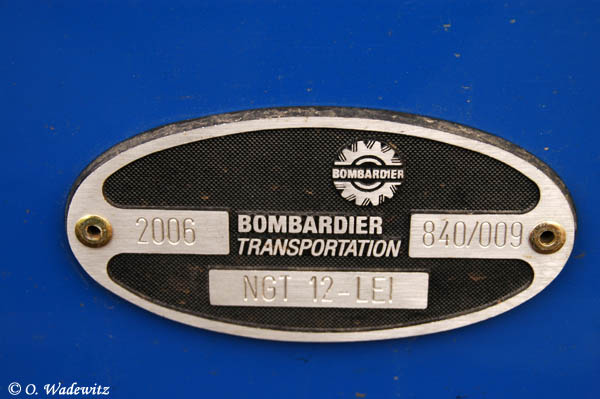 BOMBARDIER
2006
BOMBARDIER
TRANSPORTATION
840/009
NGT 12-LEI
© O. Wadewitz